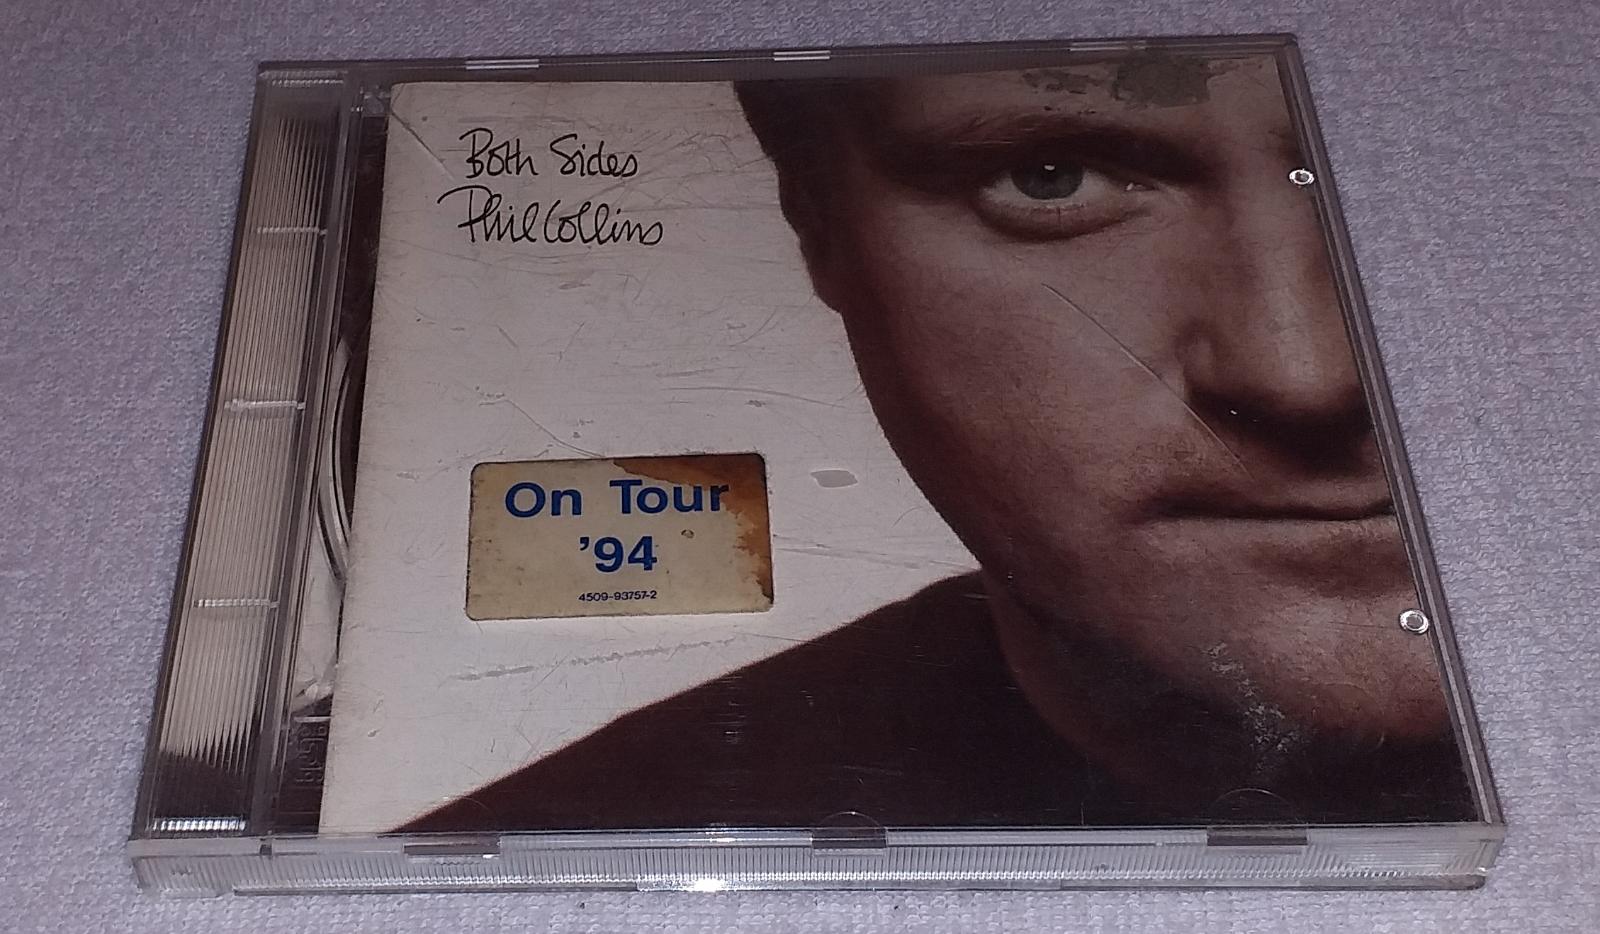 Both Sides
Phil Collins
On Tour
'94
4509-93757-2